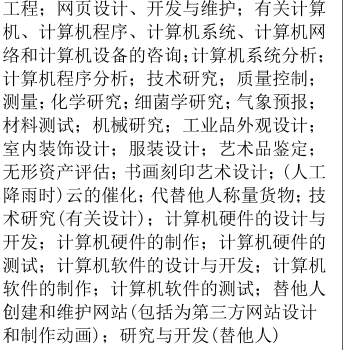 工程；网页设计、开发与维护；有关计算
机、计算机程序、计算机系统、计算机网
络和计算机设备的咨询；计算机系统分析；
计算机程序分析；技术研究；质量控制；
测量；化学研究；细菌学研究；气象预报；
材料测试；机械研究；工业品外观设计；
室内装饰设计；服装设计；艺术品鉴定；
无形资产评估；书画刻印艺术设计；(人工
降雨时)云的催化；代替他人称量货物；技
术研究(有关设计)；计算机硬件的设计与
开发；计算机硬件的制作；计算机硬件的
测试；计算机软件的设计与开发；计算机
软件的制作；计算机软件的测试；替他人
创建和维护网站(包括为第三方网站设计
和制作动画)；研究与开发(替他人)